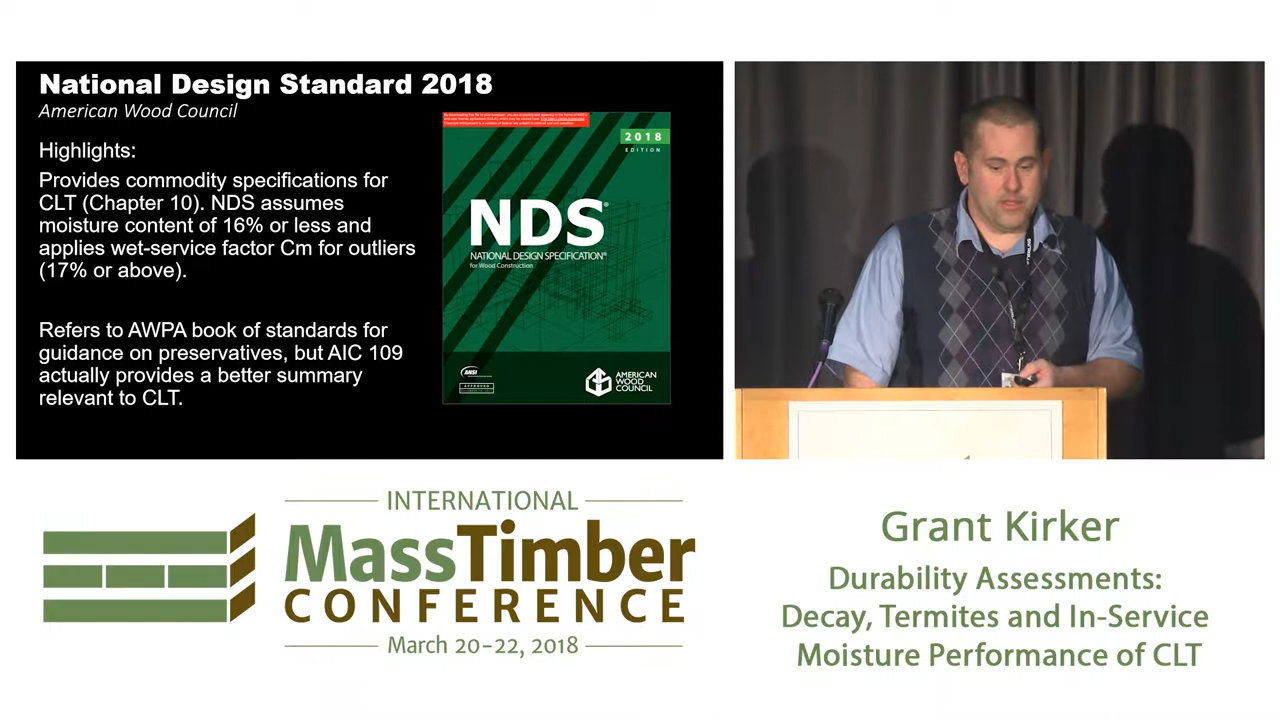 National Design Standard 2018
American Wood Council
Highlights:
Provides commodity specifications for
CLT (Chapter 10). NDS assumes
moisture content of 16% or less and
applies wet-service factor Cm for outliers
(17% or above).
Refers to AWPA book of standards for
guidance on preservatives, but AIC 109
actually provides a better summary
relevant to CLT.
2018
EDITION
NDS®
NATIONAL DESIGN SPECIFICATION®
for Wood Construction
ANSI
APPROVED
AMERICAN
WOOD
COUNCIL
INTERNATIONAL
MassTimber
CONFERENCE
March 20–22, 2018
Grant Kirker
Durability Assessments:
Decay, Termites and In-Service
Moisture Performance of CLT